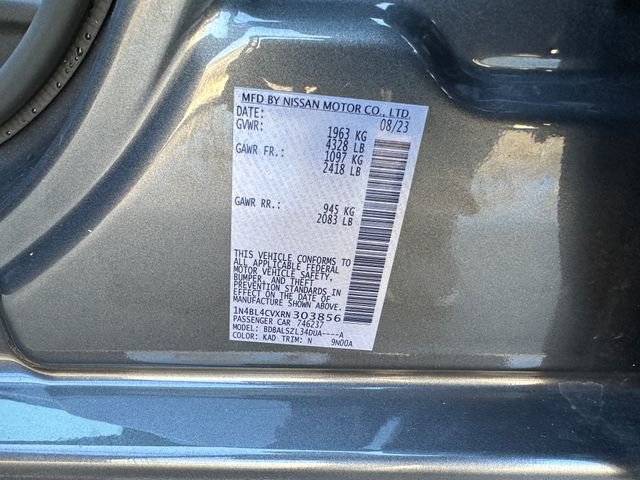 MFD BY NISSAN MOTOR CO., LTD.
DATE: 08/23
GVWR: 1963 KG
4328 LB
GAWR FR.: 1097 KG
2418 LB
GAWR RR.: 945 KG
2083 LB
THIS VEHICLE CONFORMS TO
ALL APPLICABLE FEDERAL
MOTOR VEHICLE SAFETY,
BUMPER, AND THEFT
PREVENTION STANDARDS IN
EFFECT ON THE DATE OF
MANUFACTURE SHOWN ABOVE.
1N4BL4CVXRN303856
PASSENGER CAR 746237
MODEL: BDBALSZL34DUA----A
COLOR: KAD TRIM: N 9N00A